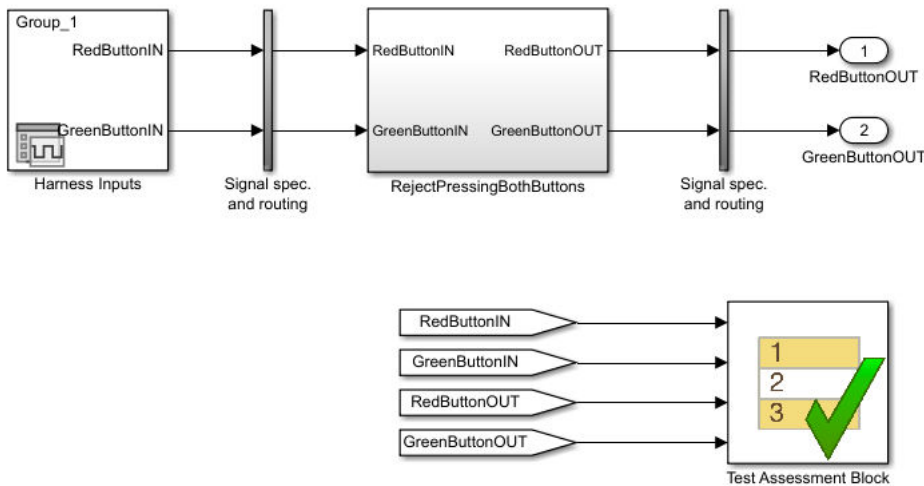 Group_1
RedButtonIN
RedButtonIN
RedButtonOUT
1
RedButtonOUT
GreenButtonIN
GreenButtonIN
GreenButtonOUT
2
GreenButtonOUT
Harness Inputs
Signal spec.
and routing
RejectPressingBothButtons
Signal spec.
and routing
RedButtonIN
GreenButtonIN
RedButtonOUT
GreenButtonOUT
1
2
3
Test Assessment Block